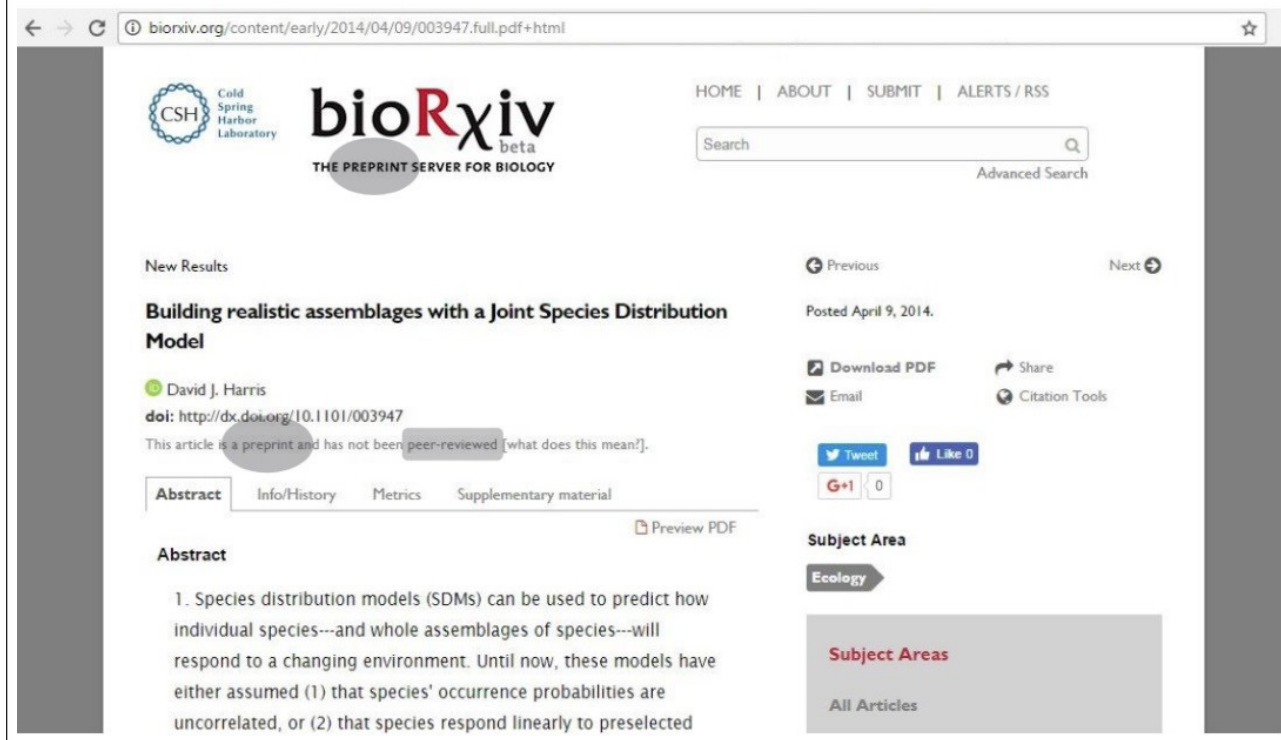 biorxiv.org/content/early/2014/04/09/003947.full.pdf+html
CSH
Cold
Spring
Harbor
Laboratory
bioRχiv
beta
THE PREPRINT SERVER FOR BIOLOGY
HOME | ABOUT | SUBMIT | ALERTS / RSS
Search
Advanced Search
New Results
Building realistic assemblages with a Joint Species Distribution
Model
iD David J. Harris
doi: http://dx.doi.org/10.1101/003947
This article is a preprint and has not been peer-reviewed [what does this mean?].
Abstract Info/History Metrics Supplementary material
Preview PDF
Abstract
1. Species distribution models (SDMs) can be used to predict how
individual species---and whole assemblages of species---will
respond to a changing environment. Until now, these models have
either assumed (1) that species' occurrence probabilities are
uncorrelated, or (2) that species respond linearly to preselected
Previous Next
Posted April 9, 2014.
Download PDF Share
Email Citation Tools
Tweet Like 0
G+1 0
Subject Area
Ecology
Subject Areas
All Articles